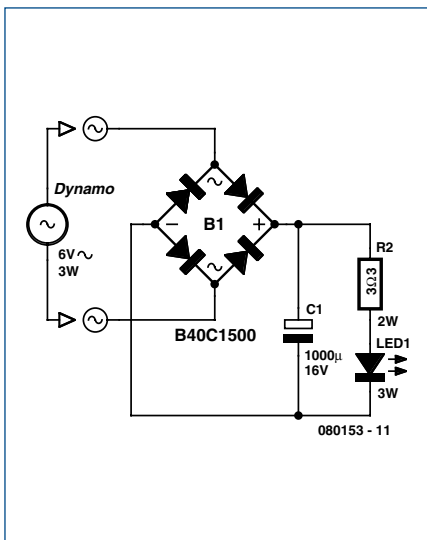 Dynamo
6V ~
3W
B1
−
+
B40C1500
C1
1000µ
16V
R2
3Ω3
2W
LED1
3W
080153 - 11